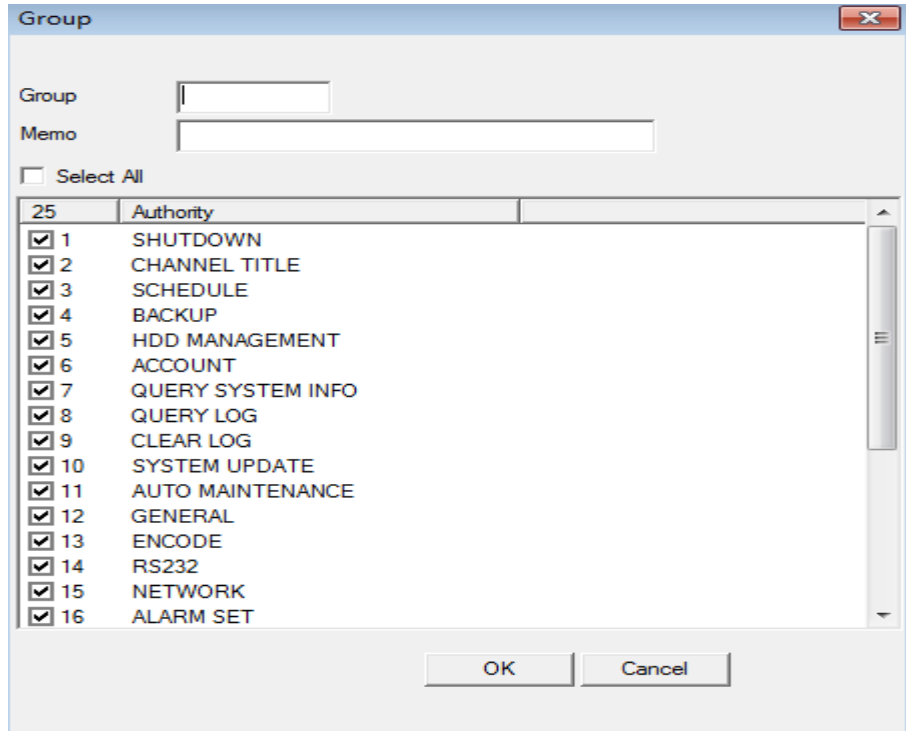 Group
Group
Memo
Select All
25 Authority
1 SHUTDOWN
2 CHANNEL TITLE
3 SCHEDULE
4 BACKUP
5 HDD MANAGEMENT
6 ACCOUNT
7 QUERY SYSTEM INFO
8 QUERY LOG
9 CLEAR LOG
10 SYSTEM UPDATE
11 AUTO MAINTENANCE
12 GENERAL
13 ENCODE
14 RS232
15 NETWORK
16 ALARM SET
OK Cancel